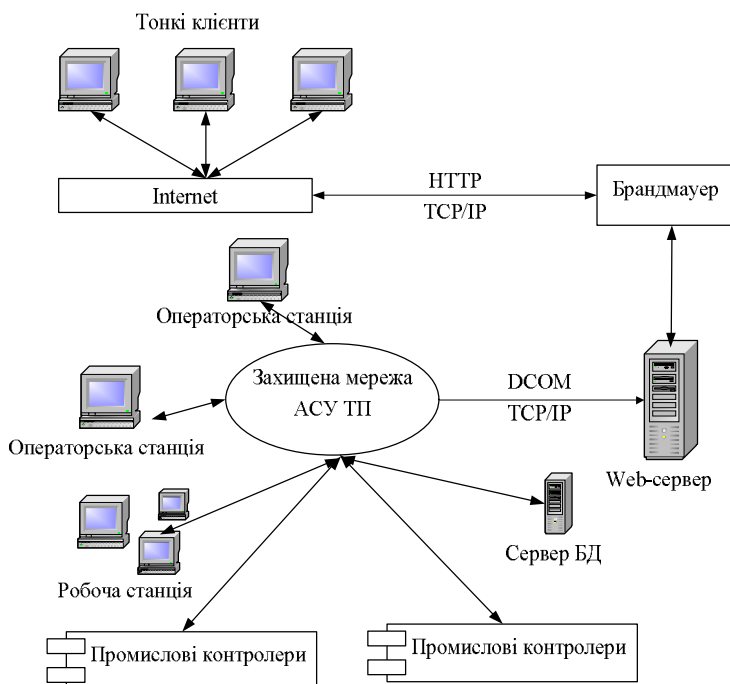 Тонкі клієнти
Internet
HTTP
TCP/IP
Брандмауер
Операторська станція
Захищена мережа
АСУ ТП
DCOM
TCP/IP
Операторська станція
Web-сервер
Сервер БД
Робоча станція
Промислові контролери
Промислові контролери